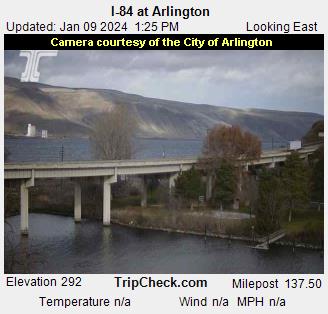 I-84 at Arlington
Updated: Jan 09 2024 1:25 PM Looking East
Camera courtesy of the City of Arlington
Elevation 292 TripCheck.com Milepost 137.50
Temperature n/a Wind n/a MPH n/a